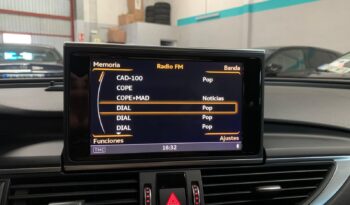 Memoria Radio FM Banda
CAD-100 Pop
COPE
COPE+MAD Noticias
DIAL Pop
DIAL Pop
DIAL Pop
Funciones Ajustes
TMC 16:32